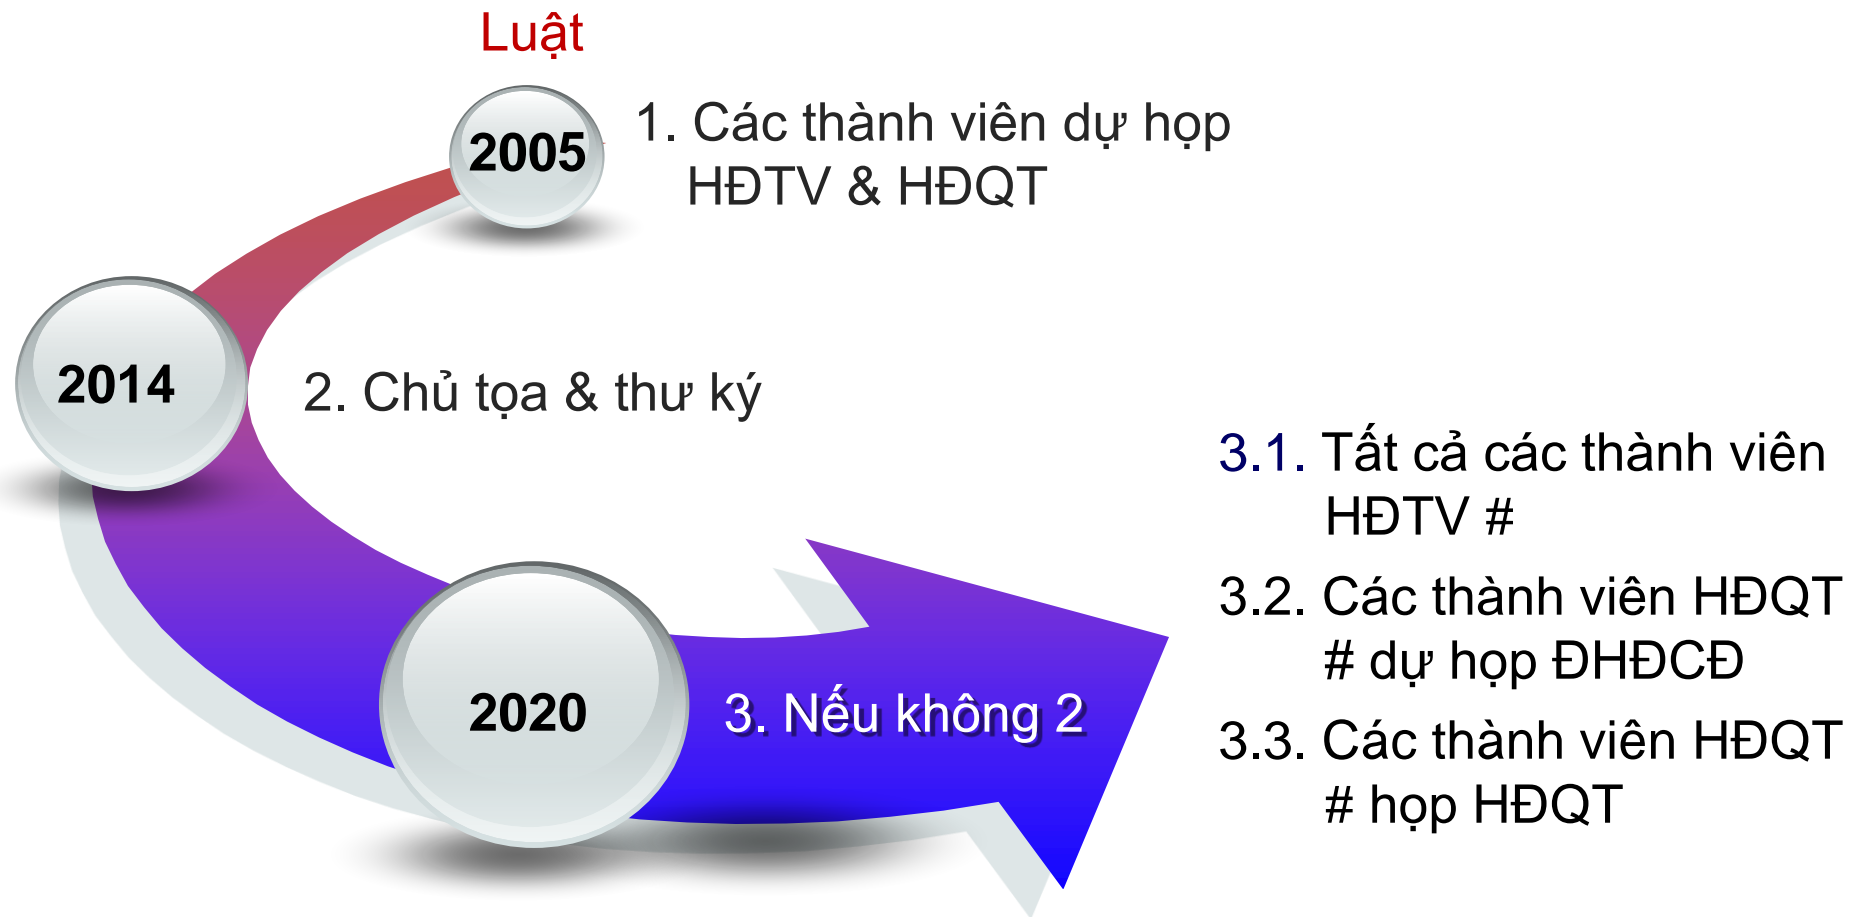 Luật
2005
1. Các thành viên dự họp
HĐTV & HĐQT
2014
2. Chủ tọa & thư ký
2020
3. Nếu không 2
3.1. Tất cả các thành viên
HĐTV #
3.2. Các thành viên HĐQT
# dự họp ĐHĐCĐ
3.3. Các thành viên HĐQT
# họp HĐQT